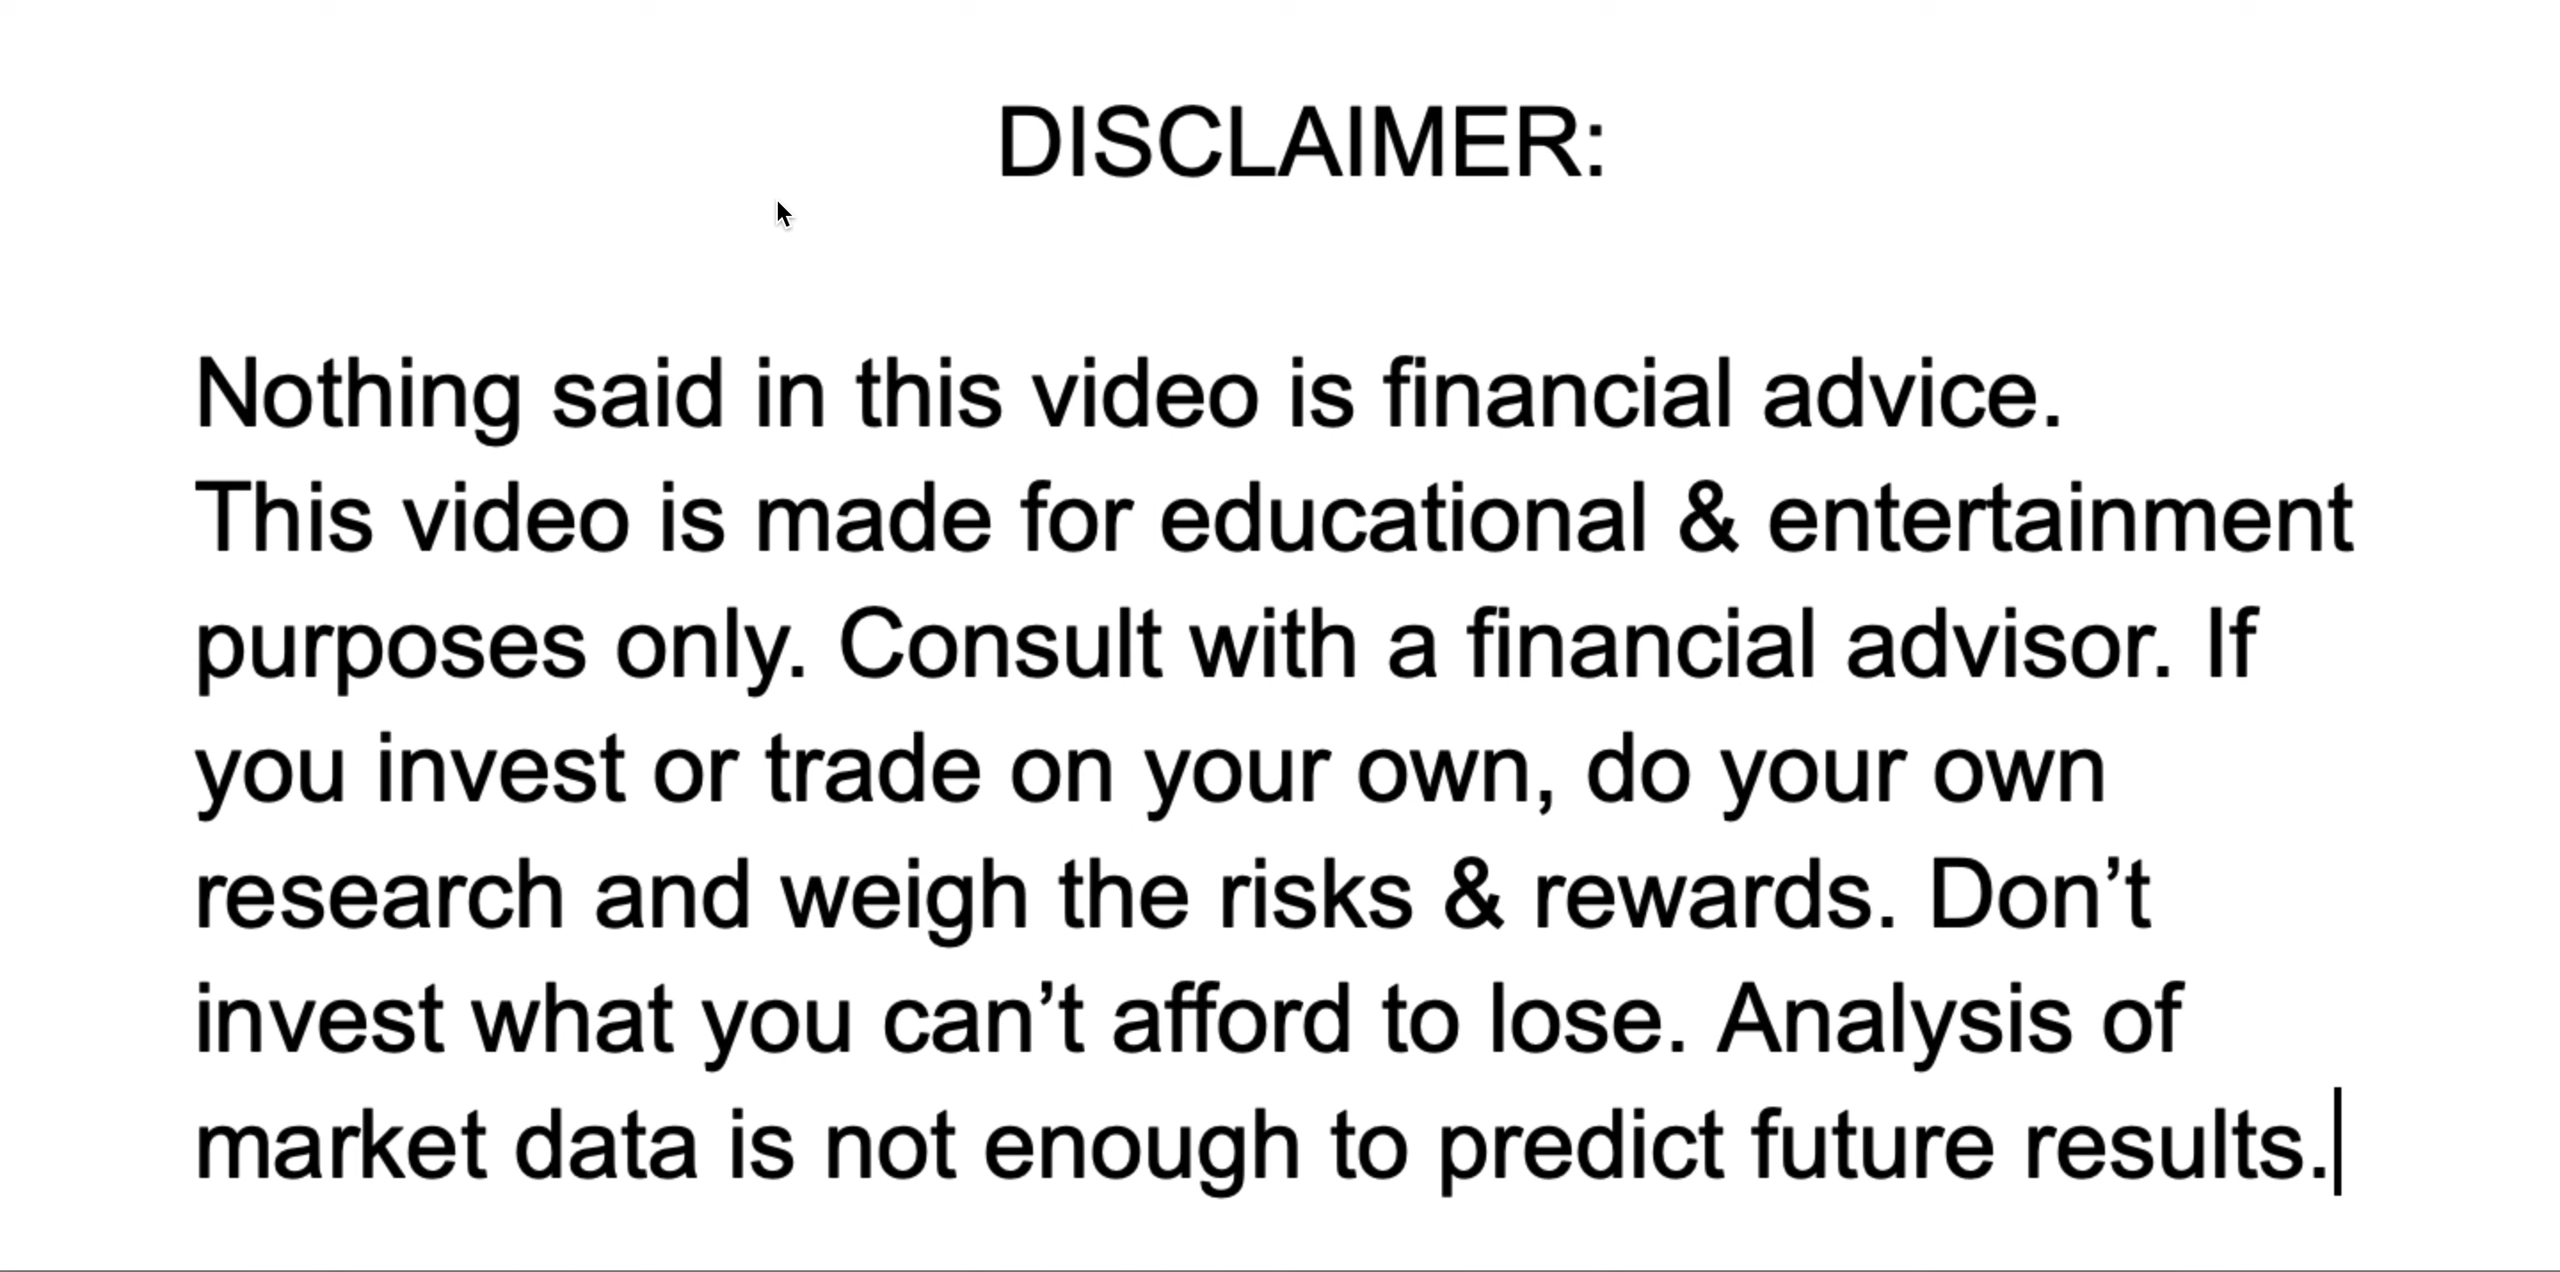 DISCLAIMER:
Nothing said in this video is financial advice.
This video is made for educational & entertainment
purposes only. Consult with a financial advisor. If
you invest or trade on your own, do your own
research and weigh the risks & rewards. Don’t
invest what you can’t afford to lose. Analysis of
market data is not enough to predict future results.